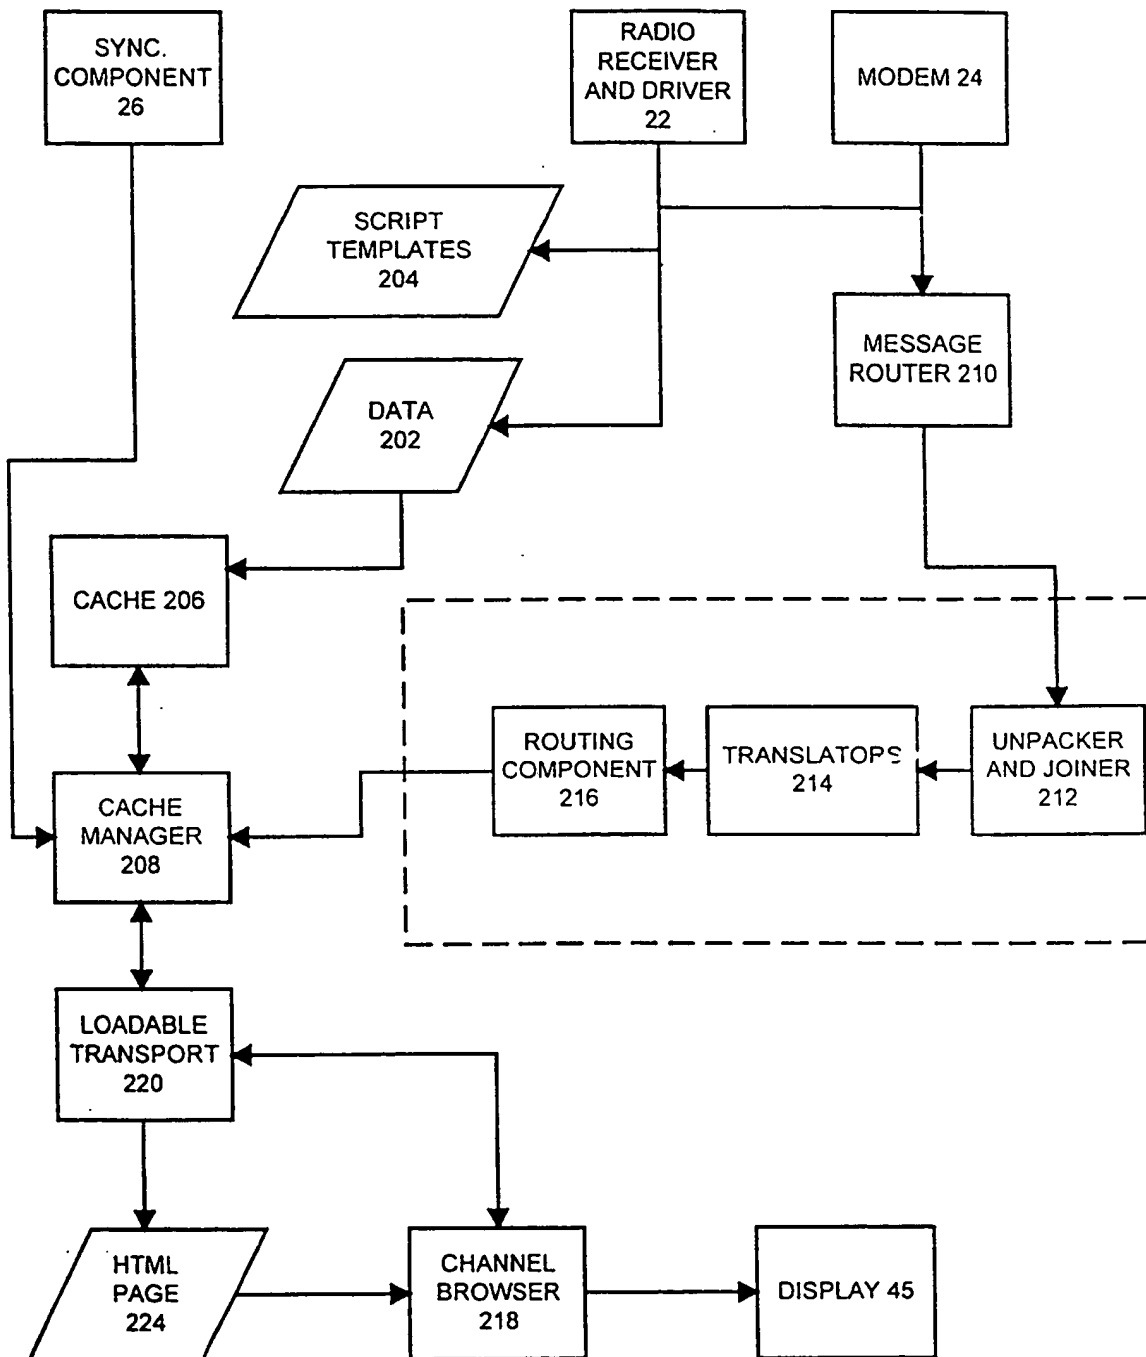 SYNC.
COMPONENT
26
RADIO
RECEIVER
AND DRIVER
22
MODEM 24
SCRIPT
TEMPLATES
204
MESSAGE
ROUTER 210
DATA
202
CACHE 206
ROUTING
COMPONENT
216
TRANSLATOPS
214
UNPACKER
AND JOINER
212
CACHE
MANAGER
208
LOADABLE
TRANSPORT
220
HTML
PAGE
224
CHANNEL
BROWSER
218
DISPLAY 45